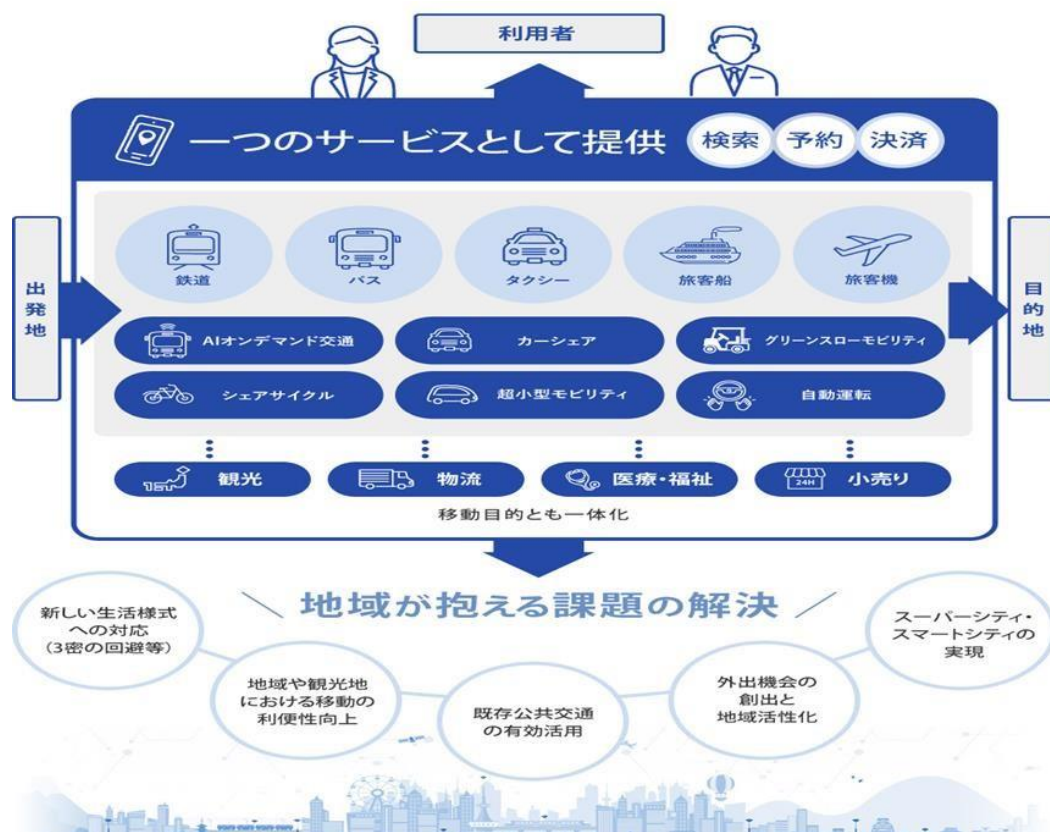 利用者
一つのサービスとして提供
検索
予約
決済
出発地
鉄道
バス
タクシー
旅客船
旅客機
目的地
AIオンデマンド交通
カーシェア
グリーンスローモビリティ
シェアサイクル
超小型モビリティ
自動運転
観光
物流
24H
医療・福祉
小売り
移動目的とも一体化
地域が抱える課題の解決
新しい生活様式
への対応
(3密の回避等)
地域や観光地
における移動の
利便性向上
既存公共交通
の有効活用
外出機会の
創出と
地域活性化
スーパーシティ・
スマートシティの
実現